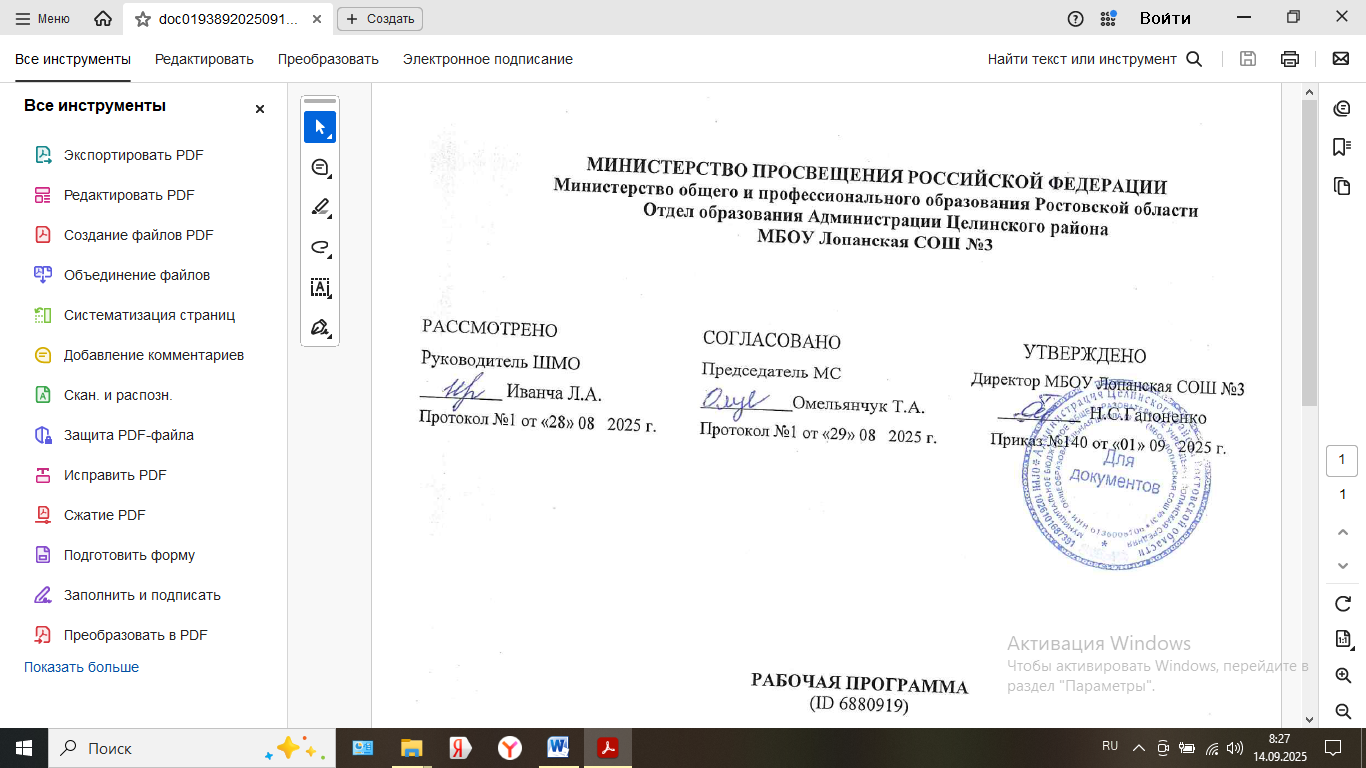 Меню
doc0193892025091...
Создать
Войти
Все инструменты
Редактировать
Преобразовать
Электронное подписание
Найти текст или инструмент
Все инструменты
Экспортировать PDF
Редактировать PDF
Создание файлов PDF
Объединение файлов
Систематизация страниц
Добавление комментариев
Скан. и распозн.
Защита PDF-файла
Исправить PDF
Сжатие PDF
Подготовить форму
Заполнить и подписать
Преобразовать в PDF
Показать больше
МИНИСТЕРСТВО ПРОСВЕЩЕНИЯ РОССИЙСКОЙ ФЕДЕРАЦИИ
Министерство общего и профессионального образования Ростовской области
Отдел образования Администрации Целинского района
МБОУ Лопанская СОШ №3
РАССМОТРЕНО
Руководитель ШМО
Иванча Л.А.
Протокол №1 от «28» 08 2025 г.
СОГЛАСОВАНО
Председатель МС
Омельянчук Т.А.
Протокол №1 от «29» 08 2025 г.
УТВЕРЖДЕНО
Директор МБОУ Лопанская СОШ №3
Н.С.Гапоненко
Приказ №140 от «01» 09 2025 г.
Для
документов
РАБОЧАЯ ПРОГРАММА
(ID 6880919)
1
1
Активация Windows
Чтобы активировать Windows, перейдите в
раздел "Параметры".
Поиск
RU
8:27
14.09.2025